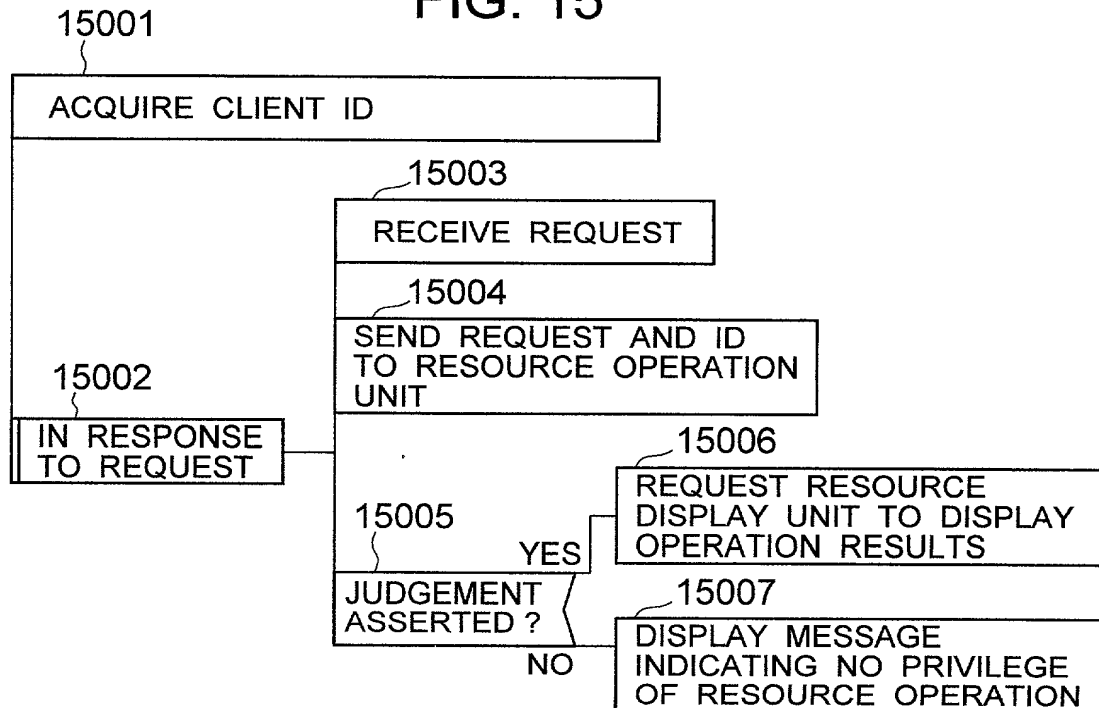 FIG. 15
15001
ACQUIRE CLIENT ID
15003
RECEIVE REQUEST
15004
SEND REQUEST AND ID
TO RESOURCE OPERATION
UNIT
15002
IN RESPONSE
TO REQUEST
15006
REQUEST RESOURCE
DISPLAY UNIT TO DISPLAY
OPERATION RESULTS
15005
YES
JUDGEMENT
ASSERTED ?
NO
15007
DISPLAY MESSAGE
INDICATING NO PRIVILEGE
OF RESOURCE OPERATION